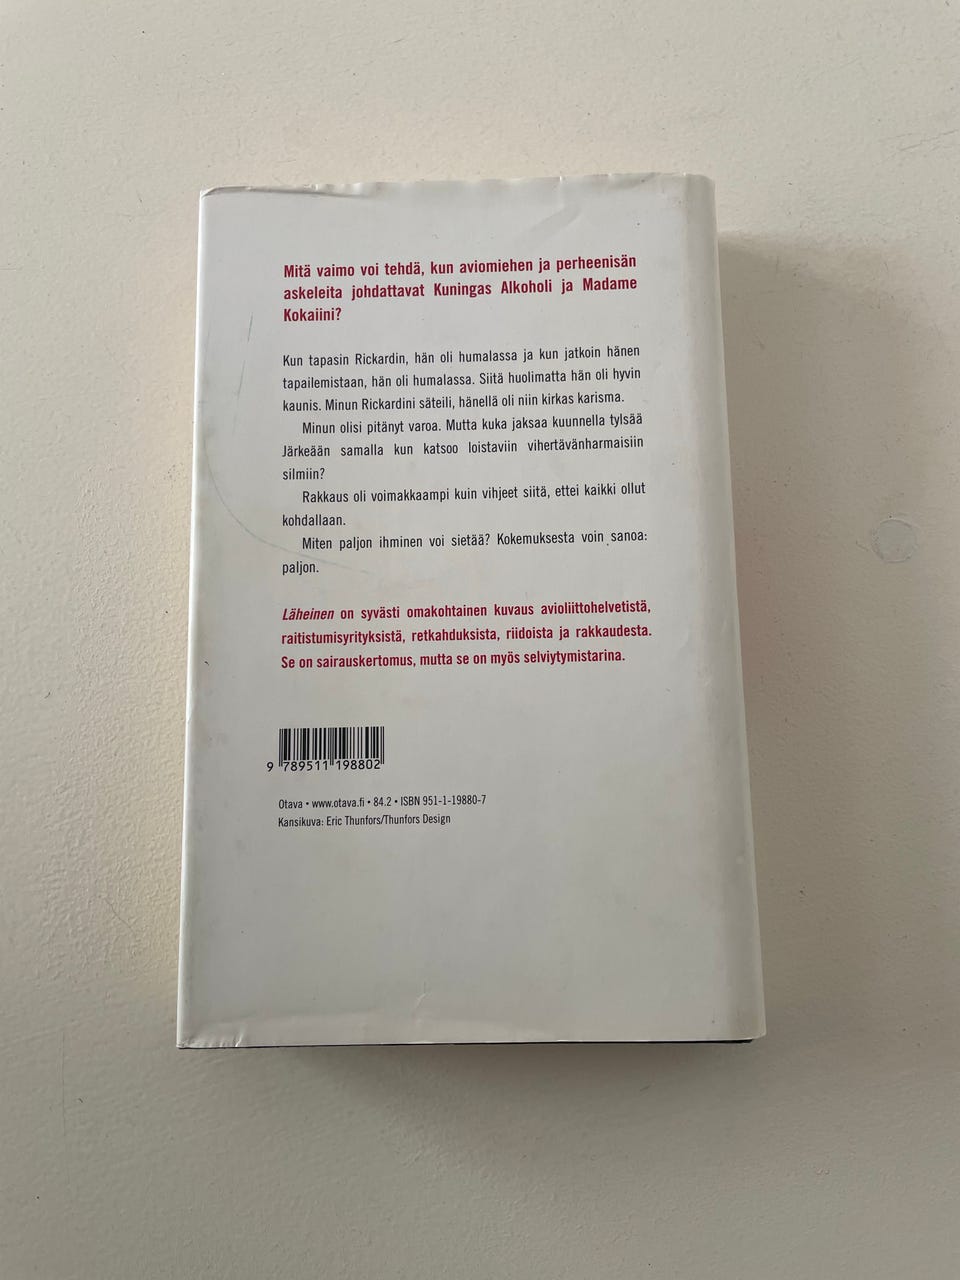 Mitä vaimo voi tehdä, kun aviomiehen ja perheenisän
askeleita johdattavat Kuningas Alkoholi ja Madame
Kokaiini?
Kun tapasin Rickardin, hän oli humalassa ja kun jatkoin hänen
tapailemistaan, hän oli humalassa. Siitä huolimatta hän oli hyvin
kaunis. Minun Rickardini säteili, hänellä oli niin kirkas karisma.
Minun olisi pitänyt varoa. Mutta kuka jaksaa kuunnella tylsää
Järkeään samalla kun katsoo loistaviin vihertävänharmaisiin
silmiin?
Rakkaus oli voimakkaampi kuin vihjeet siitä, ettei kaikki ollut
kohdallaan.
Miten paljon ihminen voi sietää? Kokemuksesta voin sanoa:
paljon.
Läheinen on syvästi omakohtainen kuvaus avioliittohelvetistä,
raitistumisyrityksistä, retkahduksista, riidoista ja rakkaudesta.
Se on sairauskertomus, mutta se on myös selviytymistarina.
9 789511 198802
Otava • www.otava.fi • 84.2 • ISBN 951-1-19880-7
Kansikuva: Eric Thunfors/Thunfors Design